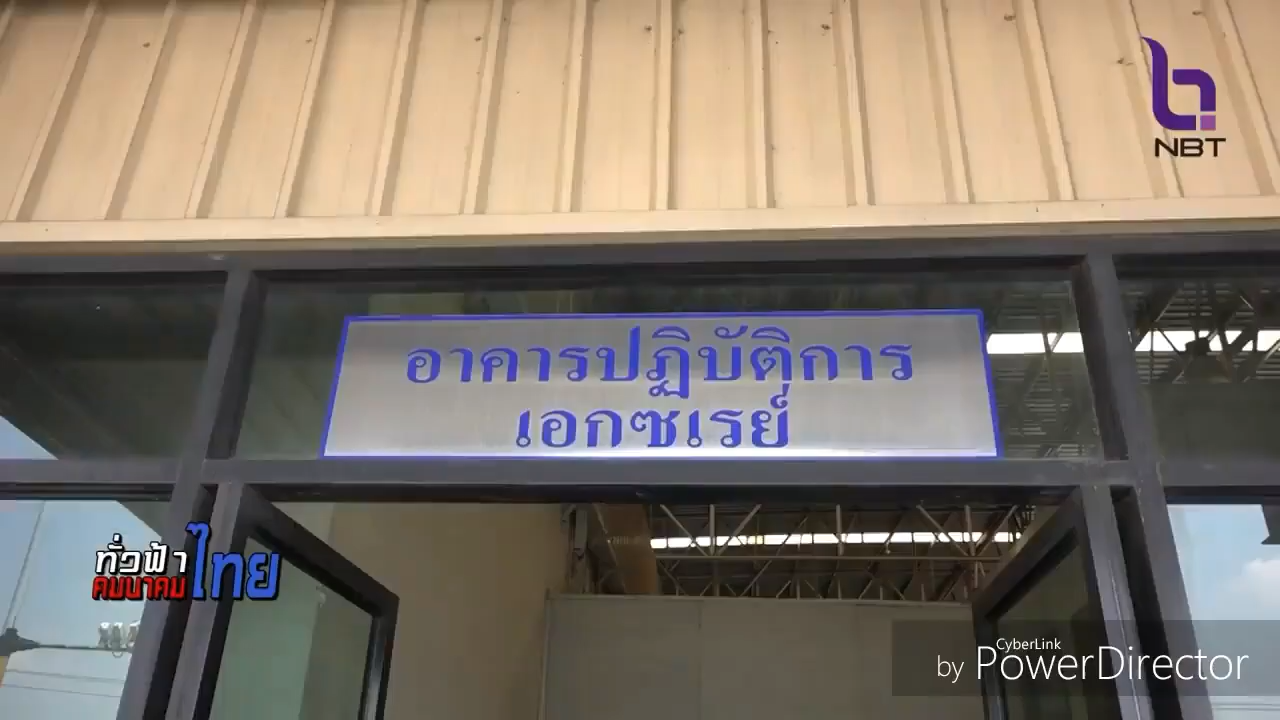 NBT
อาคารปฏิบัติการ
เอกซเรย์
ทั่วฟ้า
คมนาคม
ไทย
CyberLink
by PowerDirector